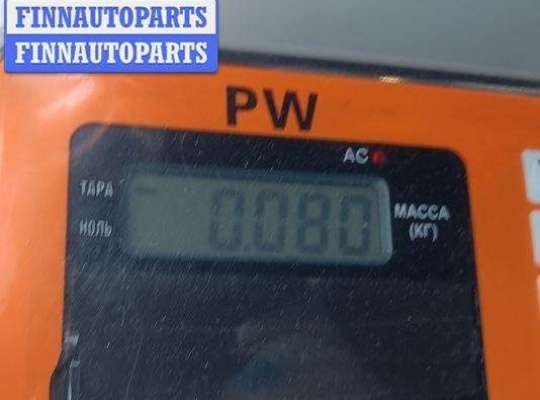 FINNAUTOPARTS
FINNAUTOPARTS
PW
AC
ТАРА
НОЛЬ
0.080
МАССА
(КГ)